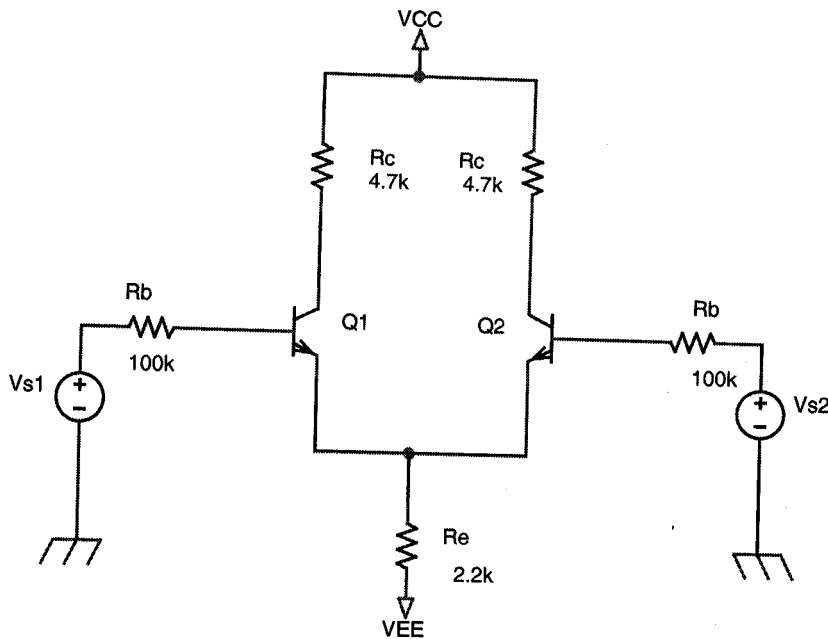 VCC
Rc
4.7k
Rc
4.7k
Rb
100k
Q1
Q2
Rb
100k
Vs1
+
−
Vs2
+
−
Re
2.2k
VEE